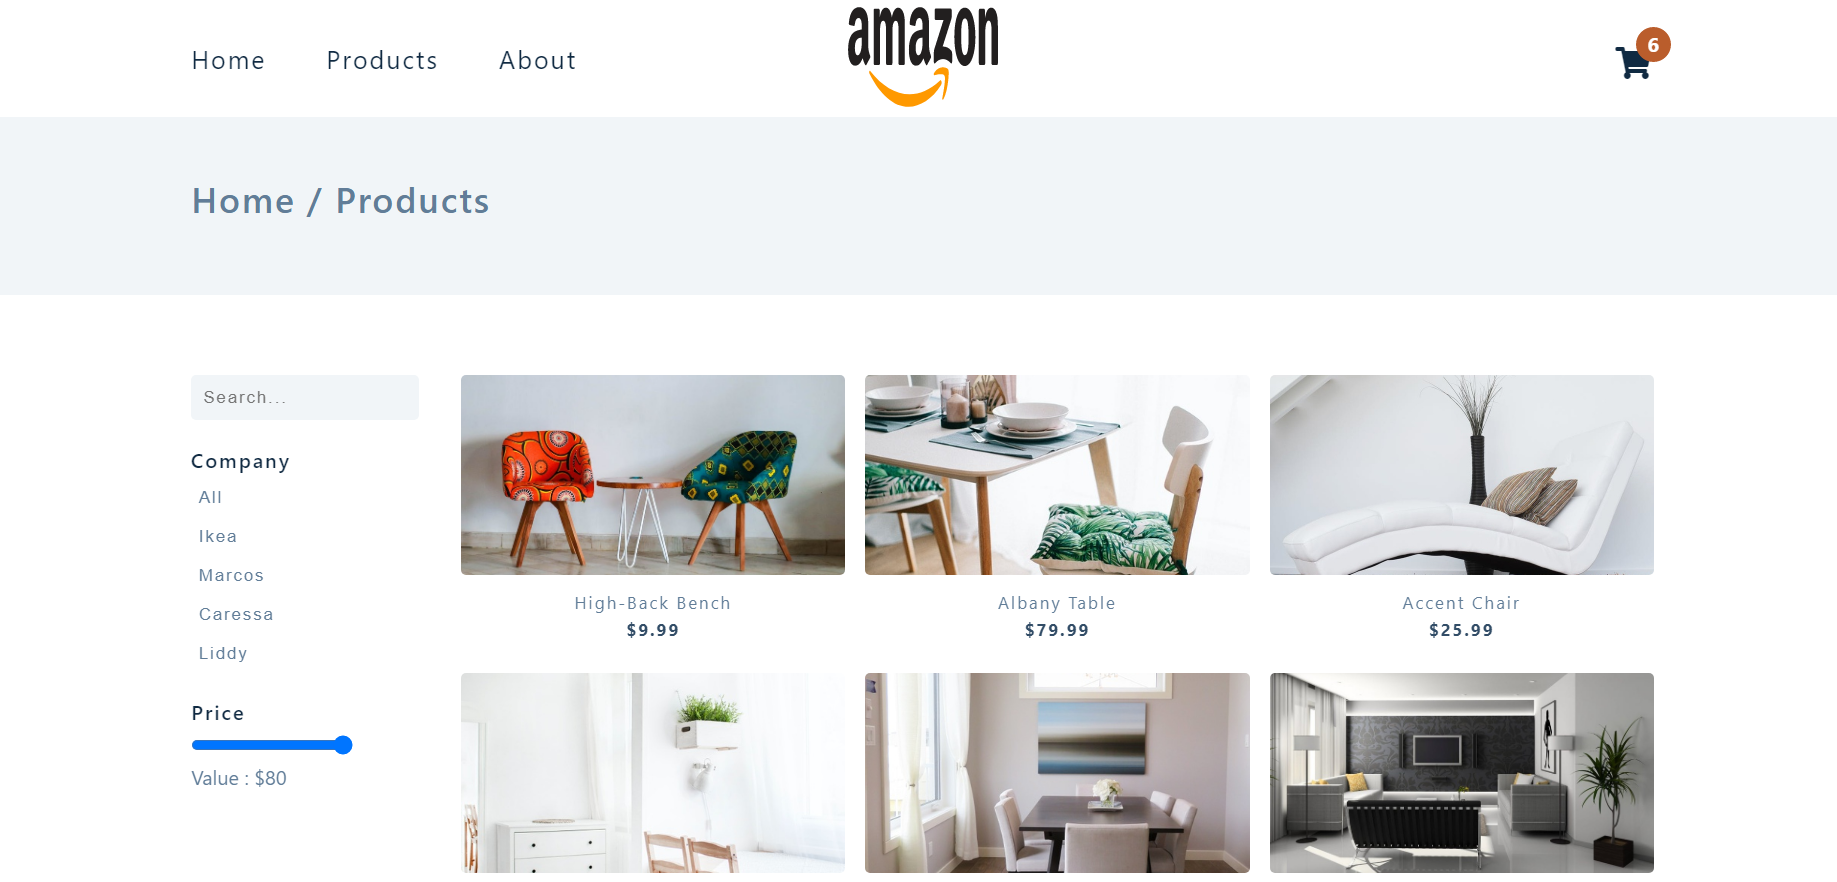 Home Products About
amazon
6
Home / Products
Search...
Company
All
Ikea
Marcos
Caressa
Liddy
Price
Value : $80
High-Back Bench
$9.99
Albany Table
$79.99
Accent Chair
$25.99